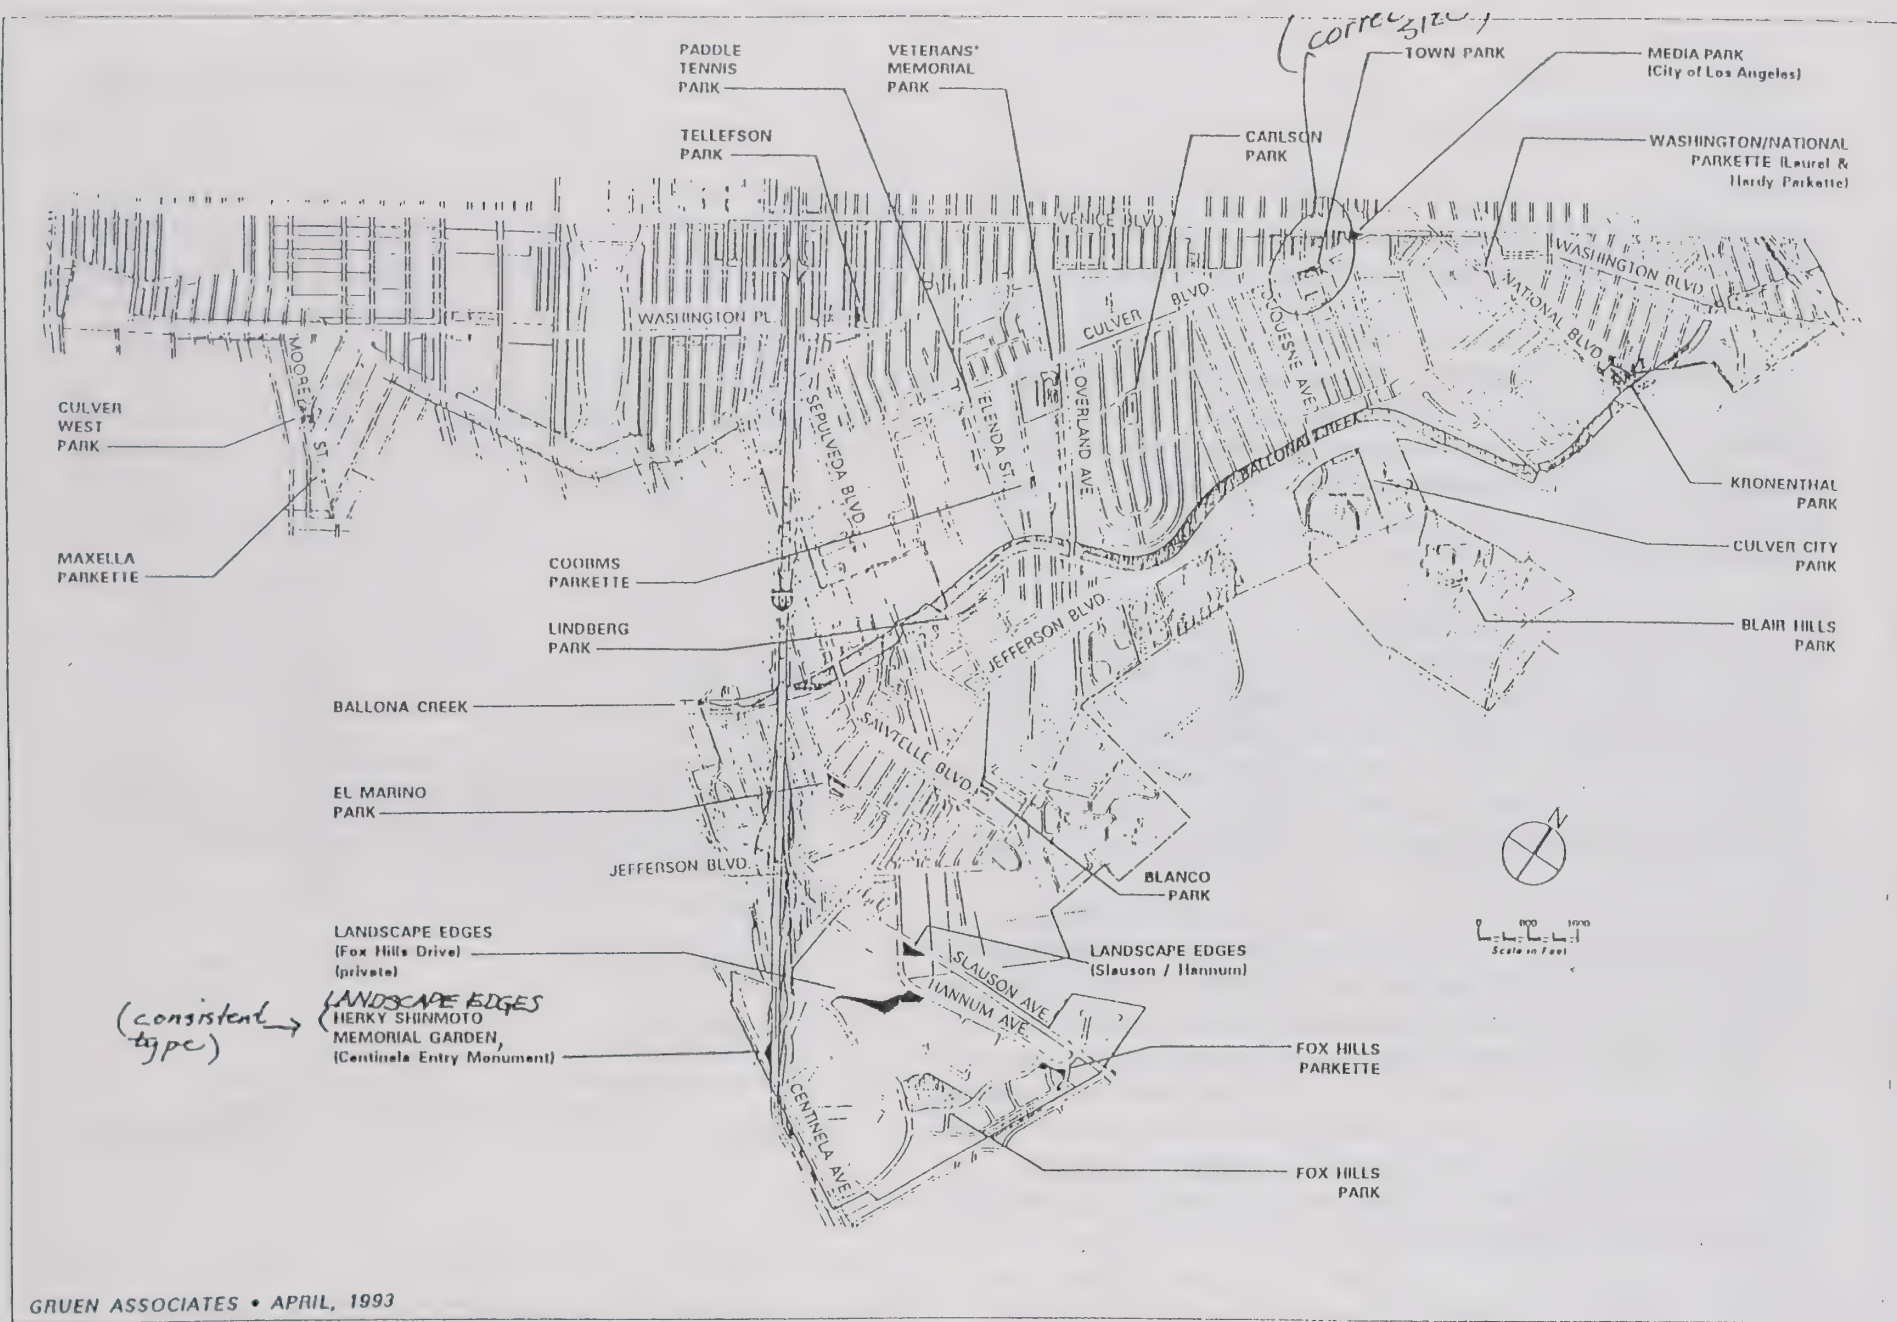 (correct size)
PADDLE
TENNIS
PARK
VETERANS'
MEMORIAL
PARK
TOWN PARK
MEDIA PARK
(City of Los Angeles)
TELLEFSON
PARK
CARLSON
PARK
WASHINGTON/NATIONAL
PARKETTE (Laurel &
Hardy Parkette)
VENICE BLVD.
WASHINGTON BLVD.
NATIONAL BLVD.
WASHINGTON PL.
CULVER BLVD.
DUQUESNE AVE.
MOORE ST.
SEPULVEDA BLVD.
ELENDA ST.
OVERLAND AVE.
BALLONA CREEK
CULVER
WEST
PARK
KRONENTHAL
PARK
MAXELLA
PARKETTE
COOBMS
PARKETTE
CULVER CITY
PARK
LINDBERG
PARK
JEFFERSON BLVD.
BLAIR HILLS
PARK
BALLONA CREEK
SAWTELLE BLVD.
EL MARINO
PARK
N
JEFFERSON BLVD.
BLANCO
PARK
0 800 1600
Scale in Feet
LANDSCAPE EDGES
(Fox Hills Drive)
(private)
LANDSCAPE EDGES
(Slauson / Hannum)
SLAUSON AVE.
HANNUM AVE.
(consistent
type)
LANDSCAPE EDGES
HERKY SHINMOTO
MEMORIAL GARDEN,
(Centinela Entry Monument)
FOX HILLS
PARKETTE
CENTINELA AVE.
FOX HILLS
PARK
GRUEN ASSOCIATES • APRIL, 1993